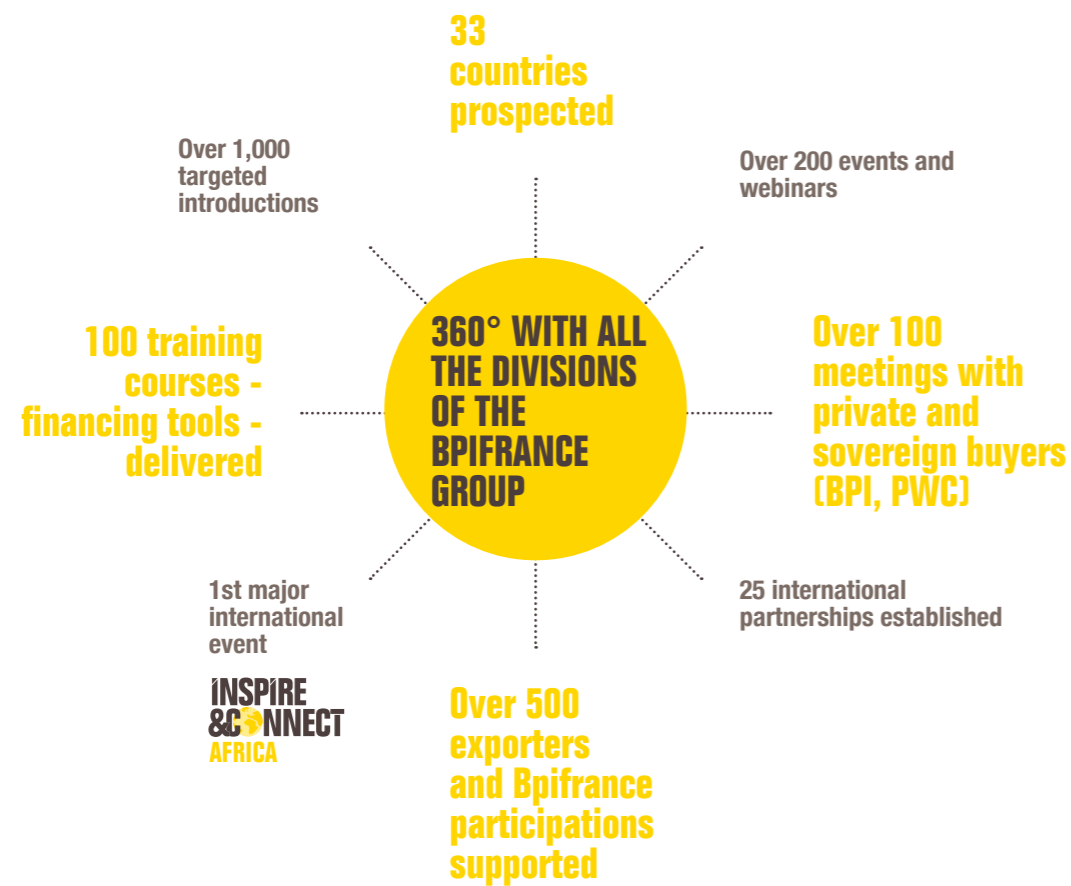 33
countries
prospected
Over 1,000
targeted
introductions
Over 200 events and
webinars
360° WITH ALL
THE DIVISIONS
OF THE
BPIFRANCE
GROUP
100 training
courses -
financing tools -
delivered
Over 100
meetings with
private and
sovereign buyers
(BPI, PWC)
1st major
international
event
INSPIRE
&CONNECT
AFRICA
25 international
partnerships established
Over 500
exporters
and Bpifrance
participations
supported